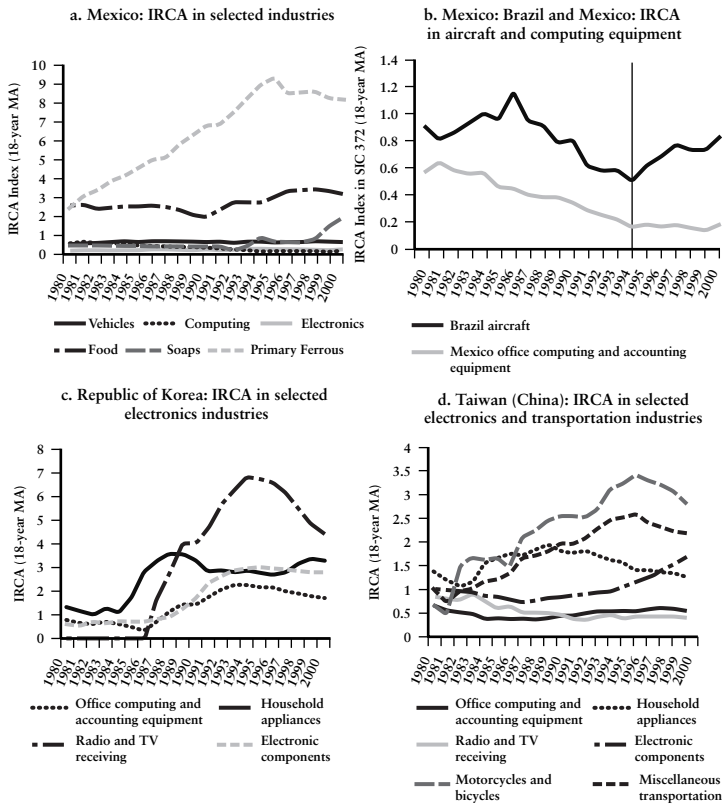 a. Mexico: IRCA in selected industries
IRCA Index (18-year MA)
10
9
8
7
6
5
4
3
2
1
0
1980 1981 1982 1983 1984 1985 1986 1987 1988 1989 1990 1991 1992 1993 1994 1995 1996 1997 1998 1999 2000
Vehicles Computing Electronics
Food Soaps Primary Ferrous
b. Mexico: Brazil and Mexico: IRCA
in aircraft and computing equipment
IRCA Index in SIC 372 (18-year MA)
1.4
1.2
1.0
0.8
0.6
0.4
0.2
0
1980 1981 1982 1983 1984 1985 1986 1987 1988 1989 1990 1991 1992 1993 1994 1995 1996 1997 1998 1999 2000
Brazil aircraft
Mexico office computing and accounting
equipment
c. Republic of Korea: IRCA in selected
electronics industries
IRCA (18-year MA)
8
7
6
5
4
3
2
1
0
1980 1981 1982 1983 1984 1985 1986 1987 1988 1989 1990 1991 1992 1993 1994 1995 1996 1997 1998 1999 2000
Office computing and Household
accounting equipment appliances
Radio and TV Electronic
receiving components
d. Taiwan (China): IRCA in selected
electronics and transportation industries
IRCA (18-year MA)
4
3.5
3
2.5
2
1.5
1
0.5
0
1980 1981 1982 1983 1984 1985 1986 1987 1988 1989 1990 1991 1992 1993 1994 1995 1996 1997 1998 1999 2000
Office computing and Household
accounting equipment appliances
Radio and TV Electronic
receiving components
Motorcycles and Miscellaneous
bicycles transportation